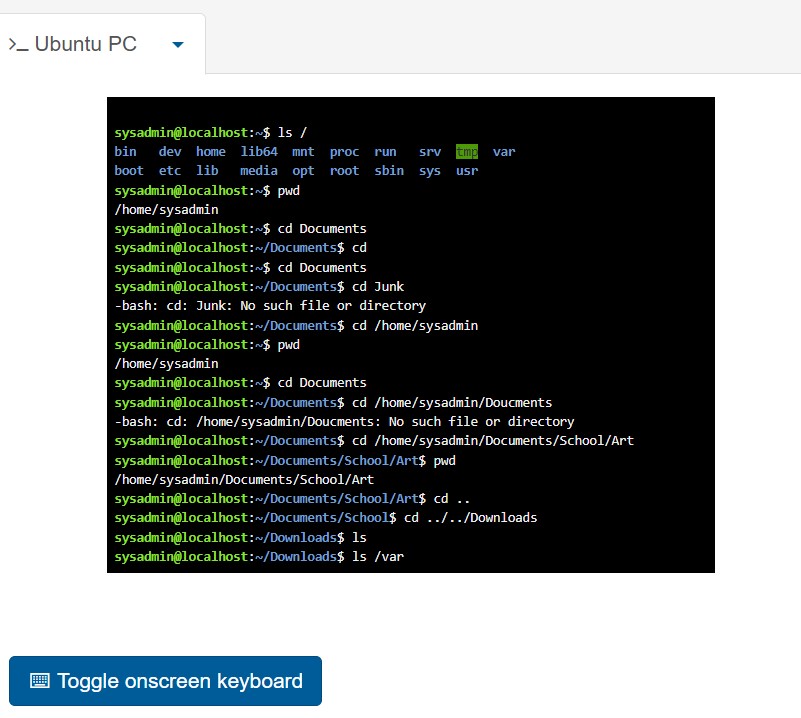 >_ Ubuntu PC
sysadmin@localhost:~$ ls /
bin   dev  home  lib64  mnt  proc  run   srv  tmp  var
boot  etc  lib   media  opt  root  sbin  sys  usr
sysadmin@localhost:~$ pwd
/home/sysadmin
sysadmin@localhost:~$ cd Documents
sysadmin@localhost:~/Documents$ cd
sysadmin@localhost:~$ cd Documents
sysadmin@localhost:~/Documents$ cd Junk
-bash: cd: Junk: No such file or directory
sysadmin@localhost:~/Documents$ cd /home/sysadmin
sysadmin@localhost:~$ pwd
/home/sysadmin
sysadmin@localhost:~$ cd Documents
sysadmin@localhost:~/Documents$ cd /home/sysadmin/Doucments
-bash: cd: /home/sysadmin/Doucments: No such file or directory
sysadmin@localhost:~/Documents$ cd /home/sysadmin/Documents/School/Art
sysadmin@localhost:~/Documents/School/Art$ pwd
/home/sysadmin/Documents/School/Art
sysadmin@localhost:~/Documents/School/Art$ cd ..
sysadmin@localhost:~/Documents/School$ cd ../../Downloads
sysadmin@localhost:~/Downloads$ ls
sysadmin@localhost:~/Downloads$ ls /var
Toggle onscreen keyboard